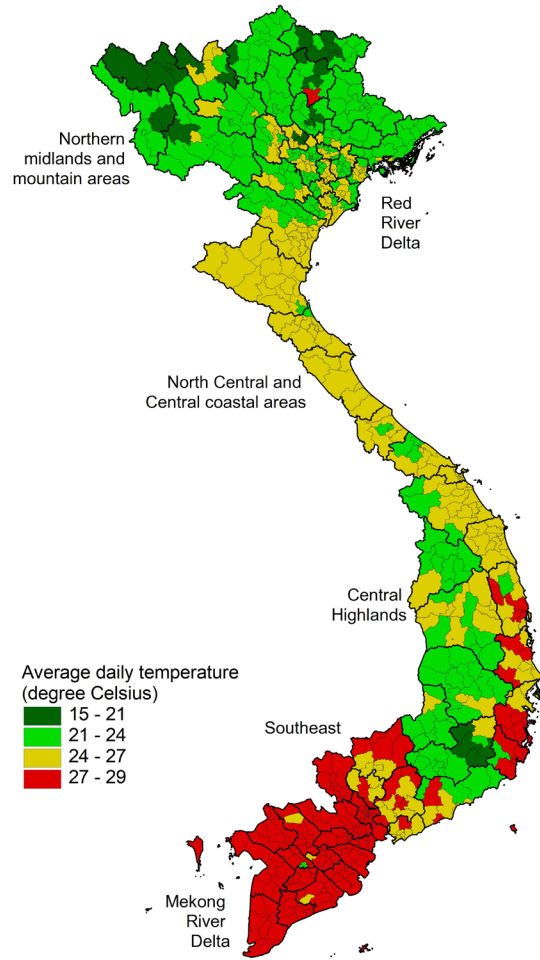 Northern
midlands and
mountain areas
Red
River
Delta
North Central and
Central coastal areas
Central
Highlands
Average daily temperature
(degree Celsius)
15 - 21
21 - 24
24 - 27
27 - 29
Southeast
Mekong
River
Delta